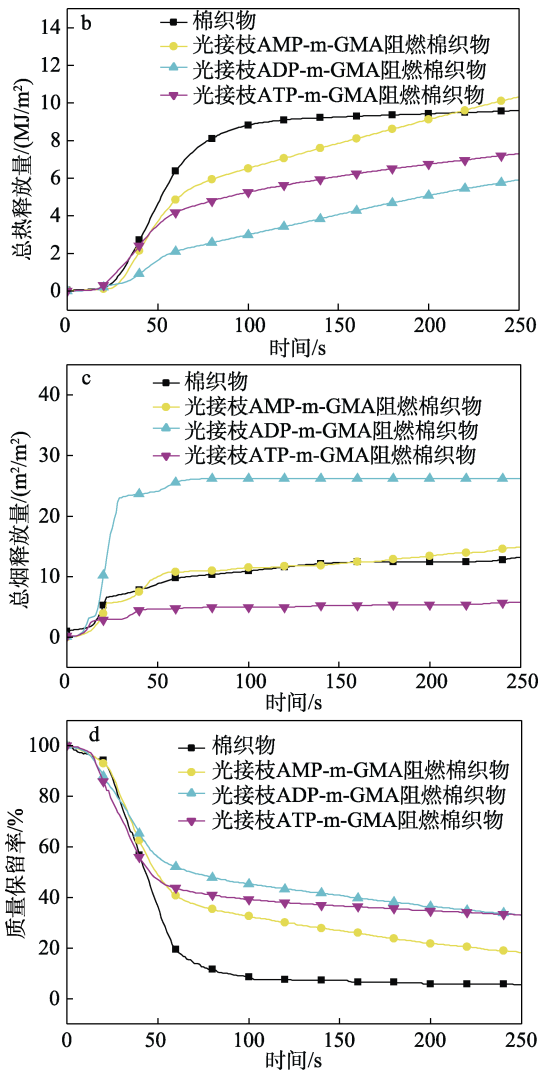 b
棉织物
光接枝AMP-m-GMA阻燃棉织物
光接枝ADP-m-GMA阻燃棉织物
光接枝ATP-m-GMA阻燃棉织物
总热释放量/(MJ/m²)
14
12
10
8
6
4
2
0
0 50 100 150 200 250
时间/s
c
棉织物
光接枝AMP-m-GMA阻燃棉织物
光接枝ADP-m-GMA阻燃棉织物
光接枝ATP-m-GMA阻燃棉织物
总烟释放量/(m²/m²)
40
30
20
10
0
0 50 100 150 200 250
时间/s
d
棉织物
光接枝AMP-m-GMA阻燃棉织物
光接枝ADP-m-GMA阻燃棉织物
光接枝ATP-m-GMA阻燃棉织物
质量保留率/%
100
80
60
40
20
0
0 50 100 150 200 250
时间/s